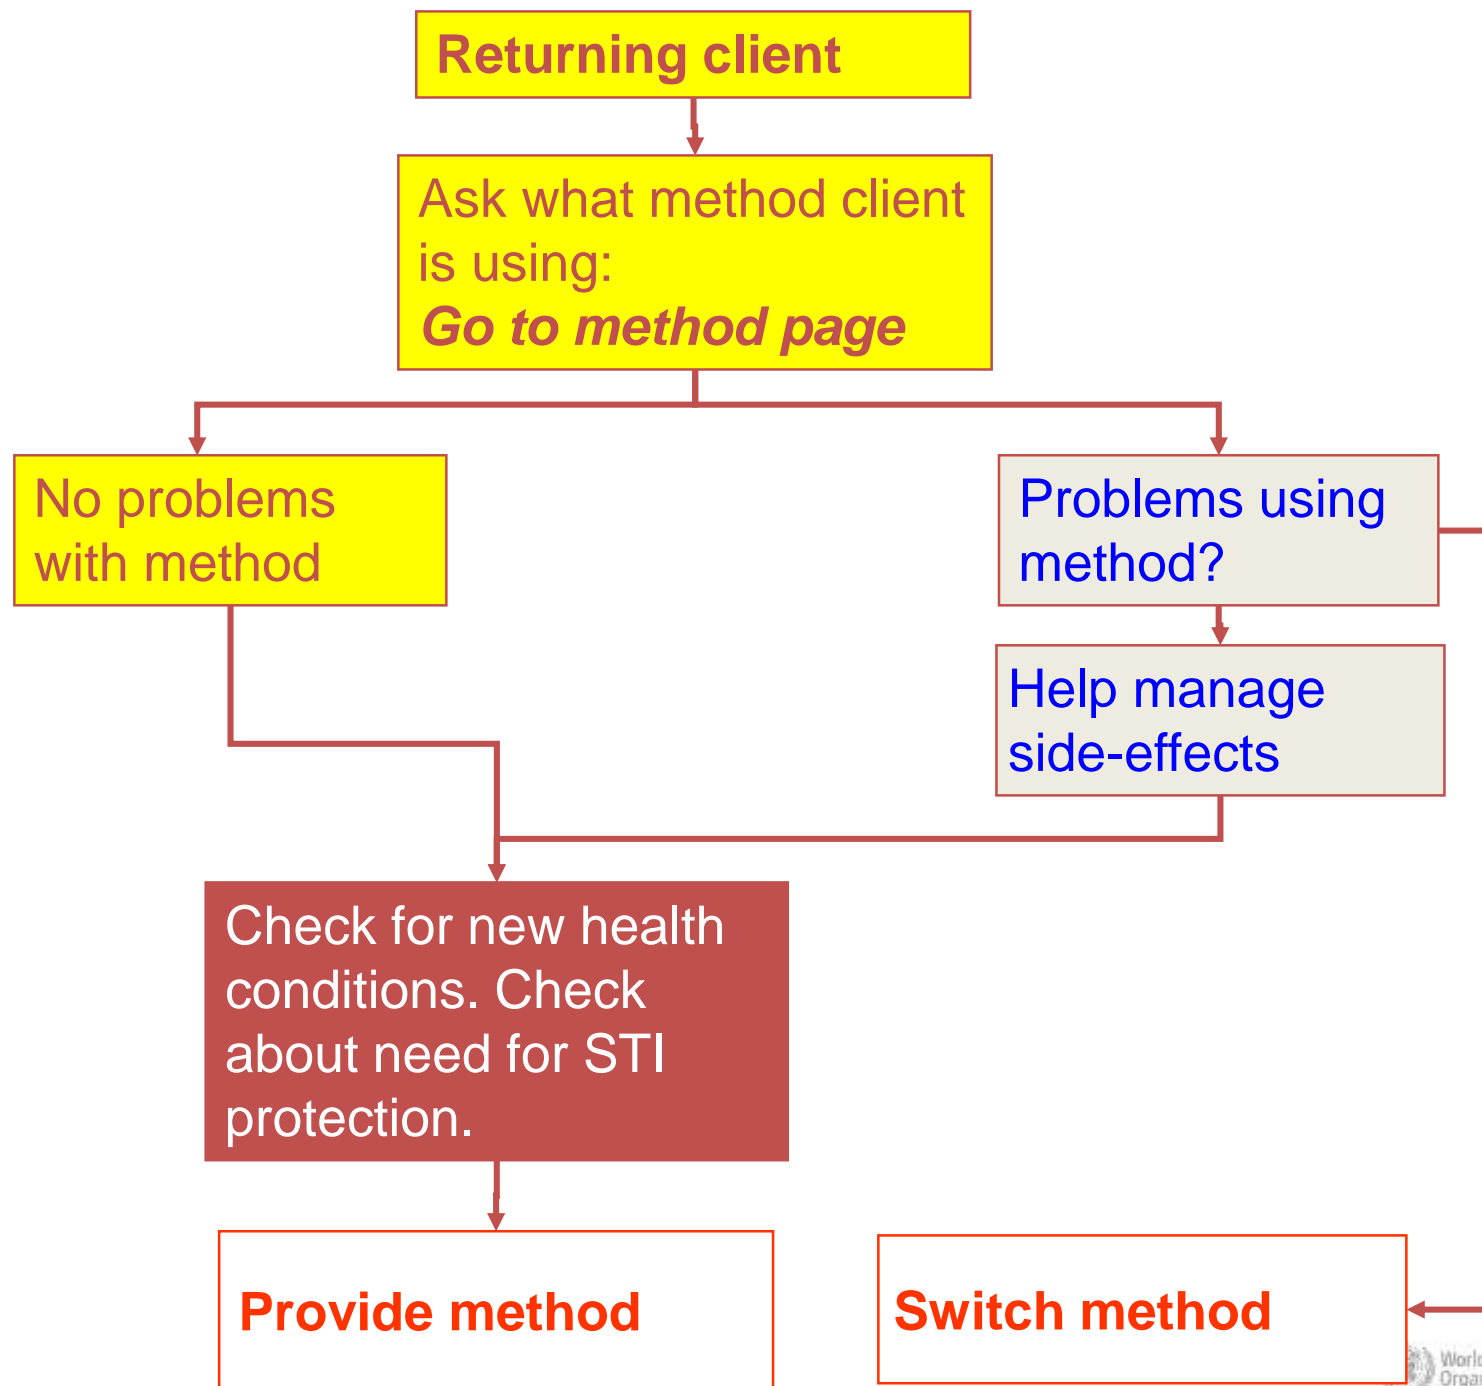 Returning client
Ask what method client
is using:
Go to method page
No problems
with method
Problems using
method?
Help manage
side-effects
Check for new health
conditions. Check
about need for STI
protection.
Provide method
Switch method